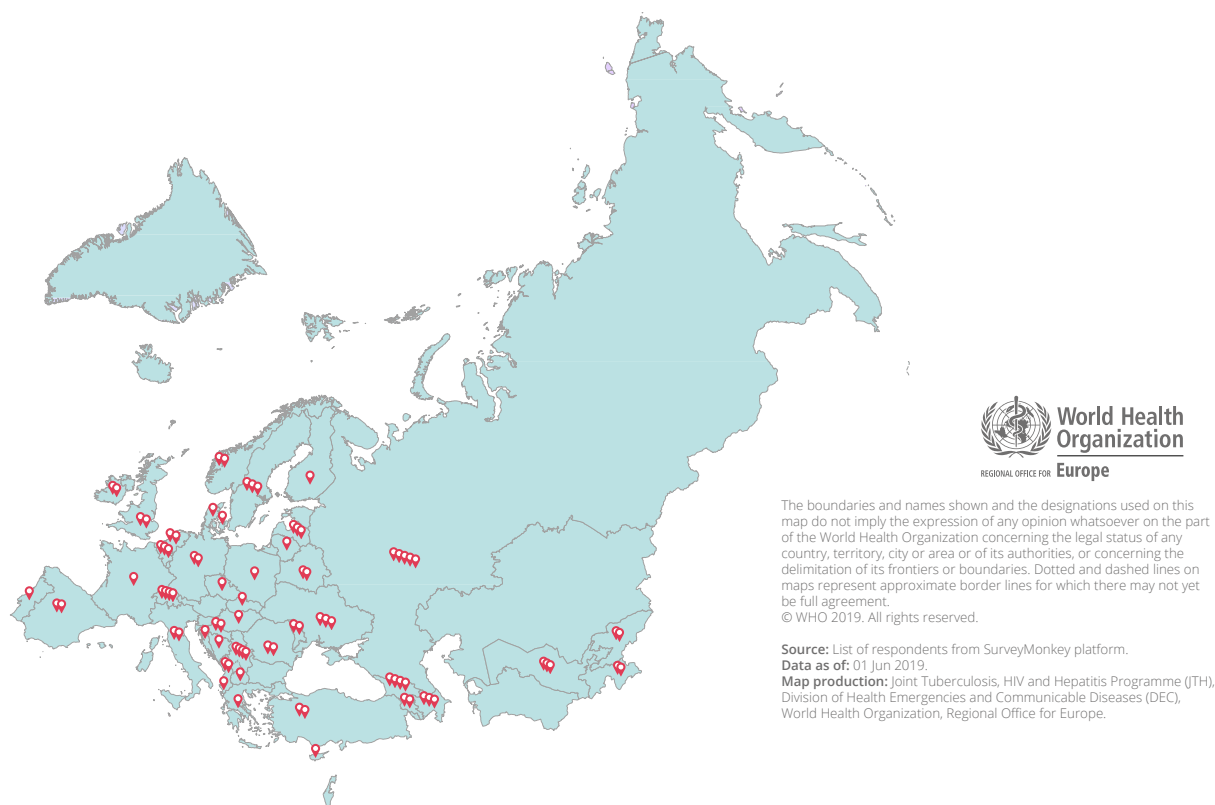 World Health
Organization
REGIONAL OFFICE FOR Europe
The boundaries and names shown and the designations used on this
map do not imply the expression of any opinion whatsoever on the part
of the World Health Organization concerning the legal status of any
country, territory, city or area or of its authorities, or concerning the
delimitation of its frontiers or boundaries. Dotted and dashed lines on
maps represent approximate border lines for which there may not yet
be full agreement.
© WHO 2019. All rights reserved.
Source: List of respondents from SurveyMonkey platform.
Data as of: 01 Jun 2019.
Map production: Joint Tuberculosis, HIV and Hepatitis Programme (JTH),
Division of Health Emergencies and Communicable Diseases (DEC),
World Health Organization, Regional Office for Europe.